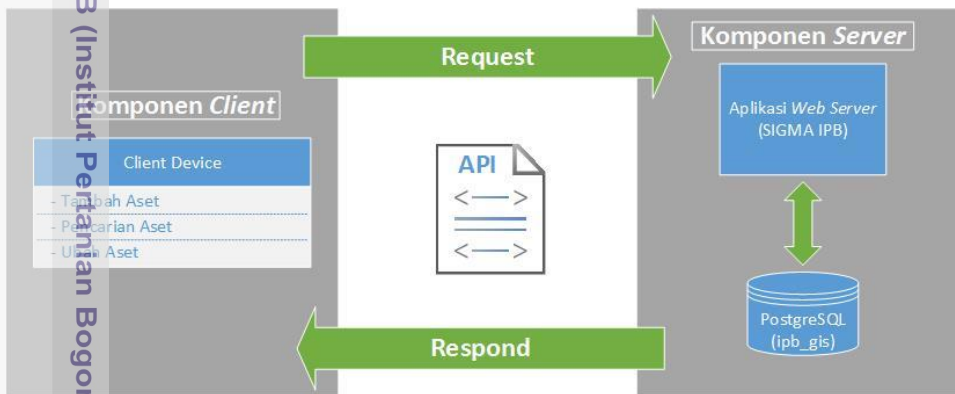 B (Institut Pertanian Bogor
Komponen Client
Client Device
- Tambah Aset
- Pencarian Aset
- Ubah Aset
Request
API
Respond
Komponen Server
Aplikasi Web Server
(SIGMA IPB)
PostgreSQL
(ipb_gis)